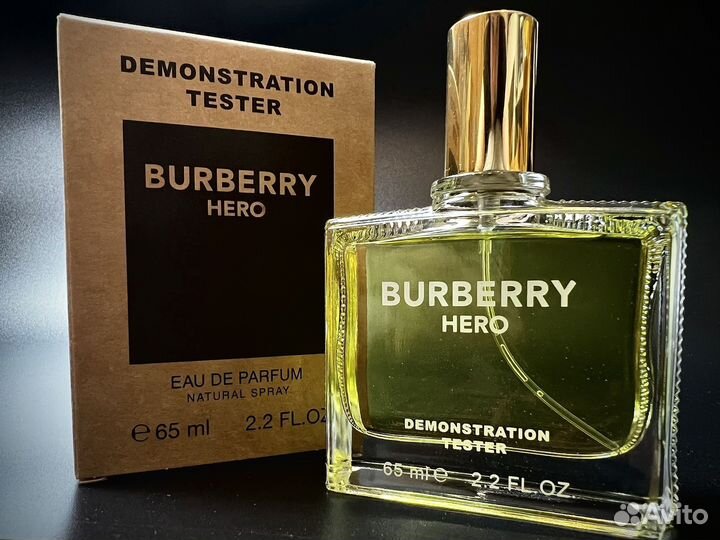 DEMONSTRATION
TESTER
BURBERRY
HERO
EAU DE PARFUM
NATURAL SPRAY
e 65 ml 2.2 FL.OZ
BURBERRY
HERO
DEMONSTRATION
TESTER
65 ml e 2.2 FL.OZ.
Avito